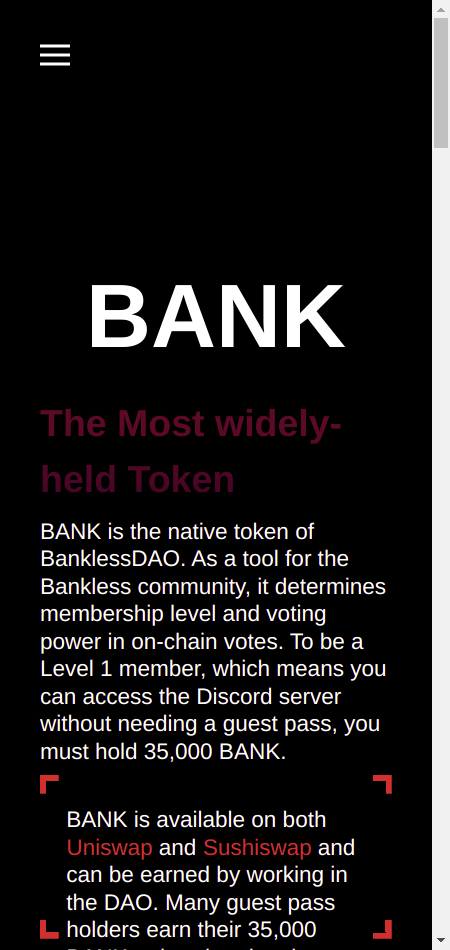 BANK
The Most widely-
held Token
BANK is the native token of
BanklessDAO. As a tool for the
Bankless community, it determines
membership level and voting
power in on-chain votes. To be a
Level 1 member, which means you
can access the Discord server
without needing a guest pass, you
must hold 35,000 BANK.
BANK is available on both
Uniswap and Sushiswap and
can be earned by working in
the DAO. Many guest pass
holders earn their 35,000